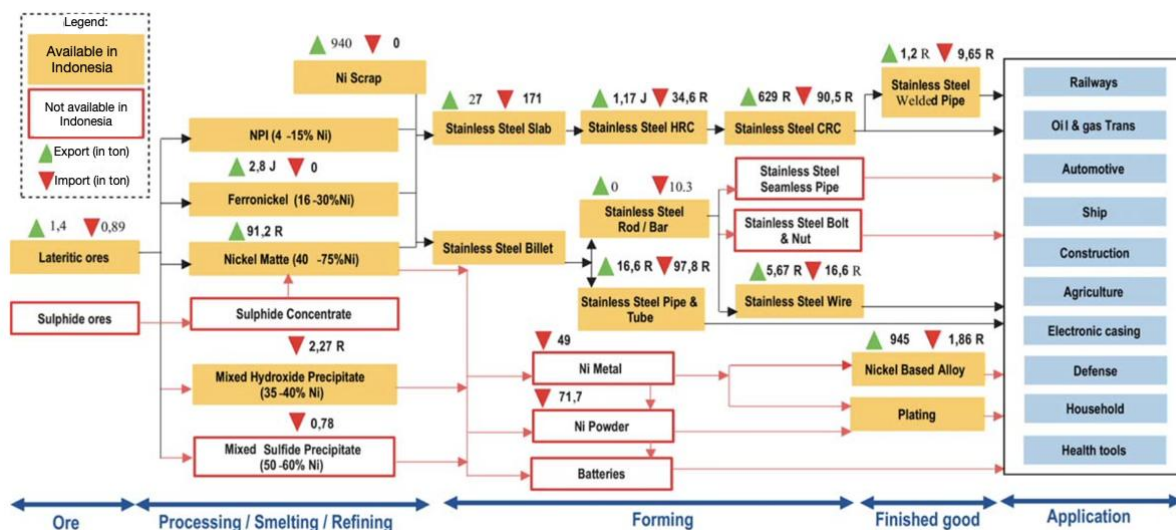 Legend:
Available in
Indonesia
Not available in
Indonesia
Export (in ton)
Import (in ton)
940 0
Ni Scrap
NPI (4 -15% Ni)
2,8 J 0
Ferronickel (16 -30%Ni)
91,2 R
Nickel Matte (40 -75%Ni)
1,4 0,89
Lateritic ores
Sulphide ores
Sulphide Concentrate
2,27 R
Mixed Hydroxide Precipitate
(35-40% Ni)
0,78
Mixed Sulfide Precipitate
(50-60% Ni)
27 171
Stainless Steel Slab
1,17 J 34,6 R
Stainless Steel HRC
629 R 90,5 R
Stainless Steel CRC
1,2 R 9,65 R
Stainless Steel
Welded Pipe
Stainless Steel
Seamless Pipe
0 10.3
Stainless Steel
Rod / Bar
Stainless Steel Bolt
& Nut
Stainless Steel Billet
16,6 R 97,8 R
Stainless Steel Pipe &
Tube
5,67 R 16,6 R
Stainless Steel Wire
49
Ni Metal
71,7
Ni Powder
Batteries
945 1,86 R
Nickel Based Alloy
Plating
Railways
Oil & gas Trans
Automotive
Ship
Construction
Agriculture
Electronic casing
Defense
Household
Health tools
Ore
Processing / Smelting / Refining
Forming
Finished good
Application